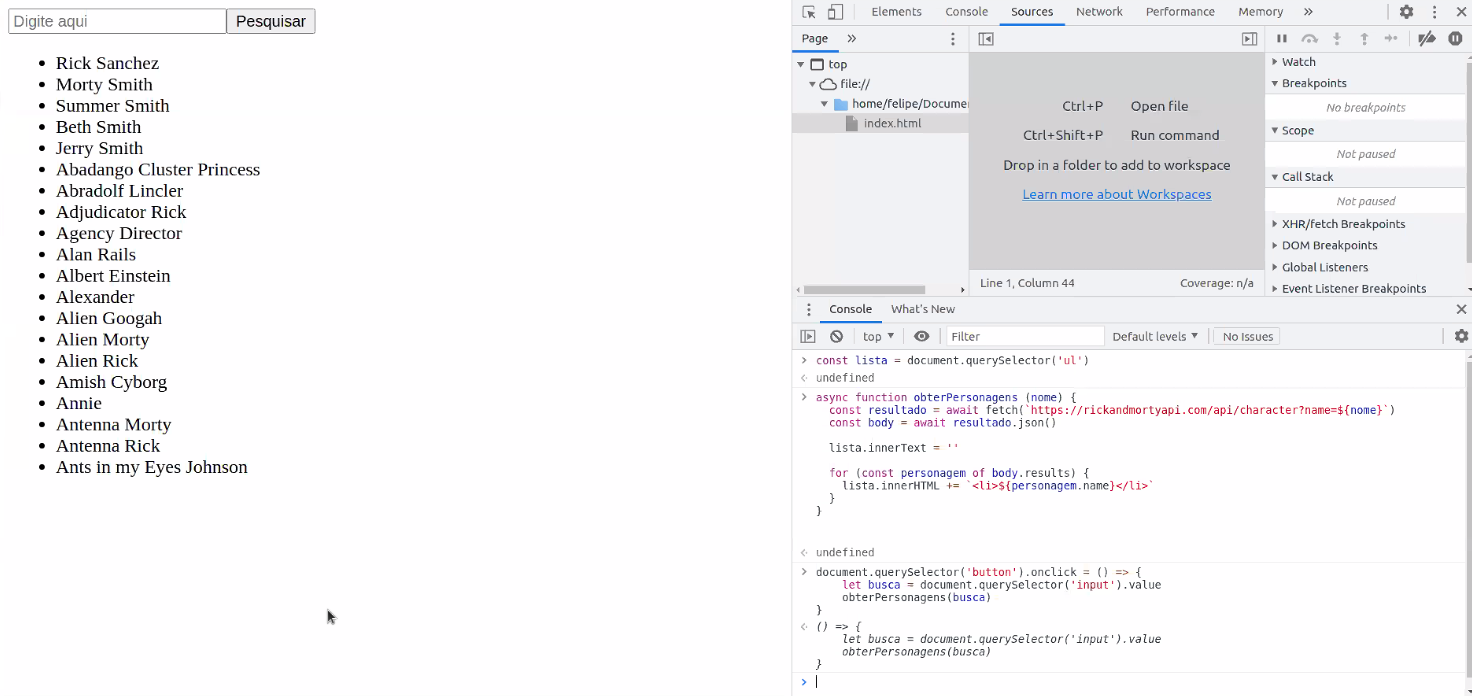 Digite aqui Pesquisar
Rick Sanchez
Morty Smith
Summer Smith
Beth Smith
Jerry Smith
Abadango Cluster Princess
Abradolf Lincler
Adjudicator Rick
Agency Director
Alan Rails
Albert Einstein
Alexander
Alien Googah
Alien Morty
Alien Rick
Amish Cyborg
Annie
Antenna Morty
Antenna Rick
Ants in my Eyes Johnson
Elements Console Sources Network Performance Memory »
Page »
top
file://
home/felipe/Docume
index.html
Ctrl+P Open file
Ctrl+Shift+P Run command
Drop in a folder to add to workspace
Learn more about Workspaces
Line 1, Column 44 Coverage: n/a
Watch
Breakpoints
No breakpoints
Scope
Not paused
Call Stack
Not paused
XHR/fetch Breakpoints
DOM Breakpoints
Global Listeners
Event Listener Breakpoints
Console What's New
top Filter Default levels No Issues
const lista = document.querySelector('ul')
undefined
async function obterPersonagens (nome) {
const resultado = await fetch(`https://rickandmortyapi.com/api/character?name=${nome}`)
const body = await resultado.json()
lista.innerText = ''
for (const personagem of body.results) {
lista.innerHTML += `<li>${personagem.name}</li>`
}
}
undefined
document.querySelector('button').onclick = () => {
let busca = document.querySelector('input').value
obterPersonagens(busca)
}
() => {
let busca = document.querySelector('input').value
obterPersonagens(busca)
}